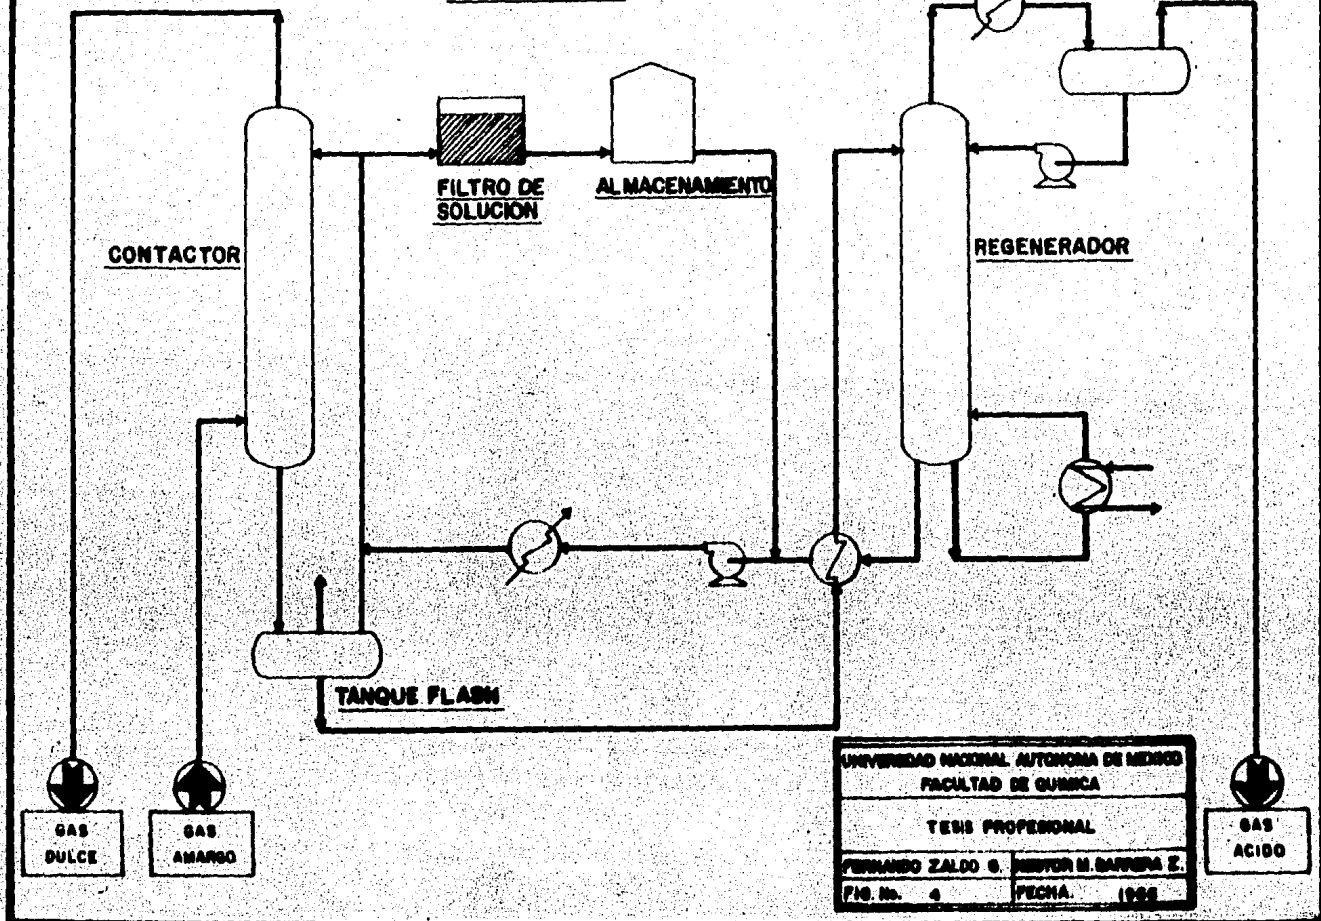 FILTRO DE
SOLUCION
ALMACENAMIENTO
CONTACTOR
REGENERADOR
TANQUE FLASH
GAS
DULCE
GAS
AMARGO
UNIVERSIDAD NACIONAL AUTONOMA DE MEXICO
FACULTAD DE QUIMICA
TESIS PROFESIONAL
FERNANDO ZALDO G. NESTOR M. BARRERA Z.
FIG. No. 4 FECHA.
GAS
ACIDO